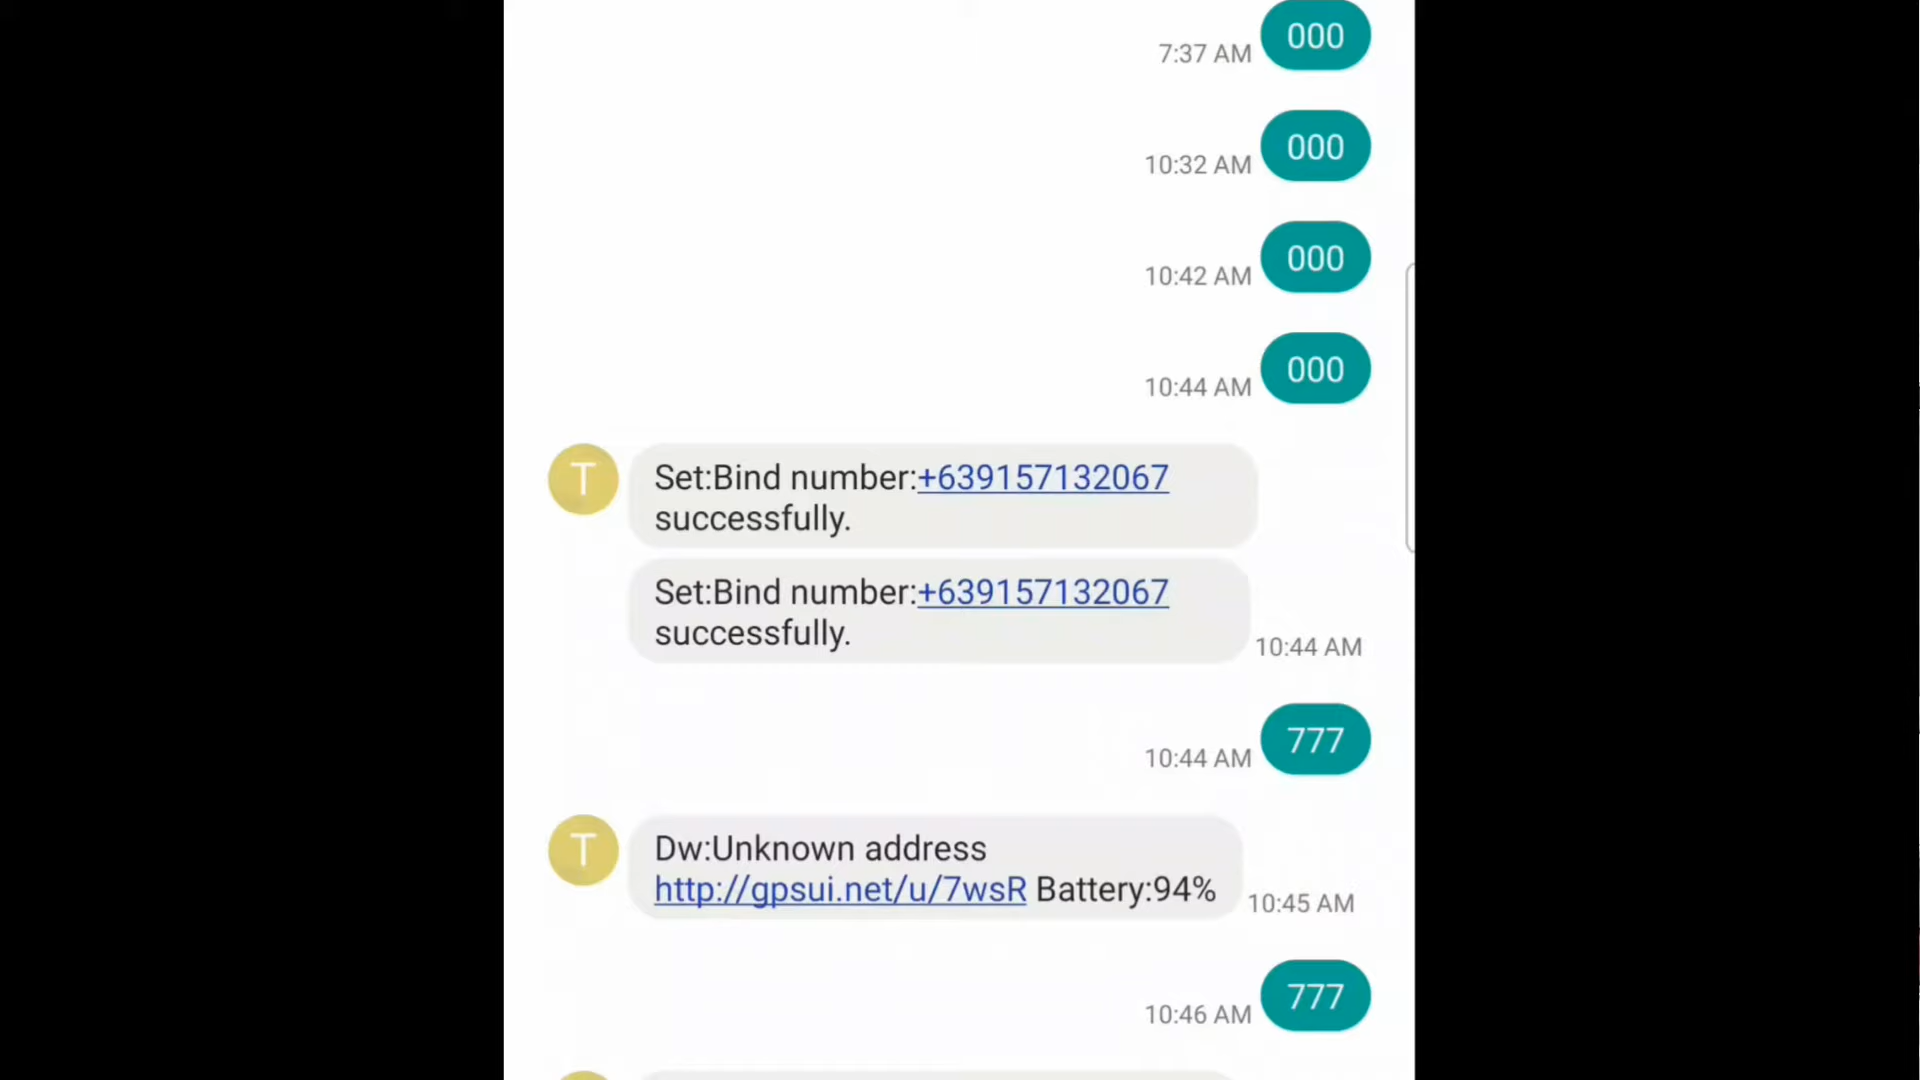 000
7:37 AM
000
10:32 AM
000
10:42 AM
000
10:44 AM
T
Set:Bind number:+639157132067
successfully.
Set:Bind number:+639157132067
successfully.
10:44 AM
777
10:44 AM
T
Dw:Unknown address
http://gpsui.net/u/7wsR Battery:94%
10:45 AM
777
10:46 AM